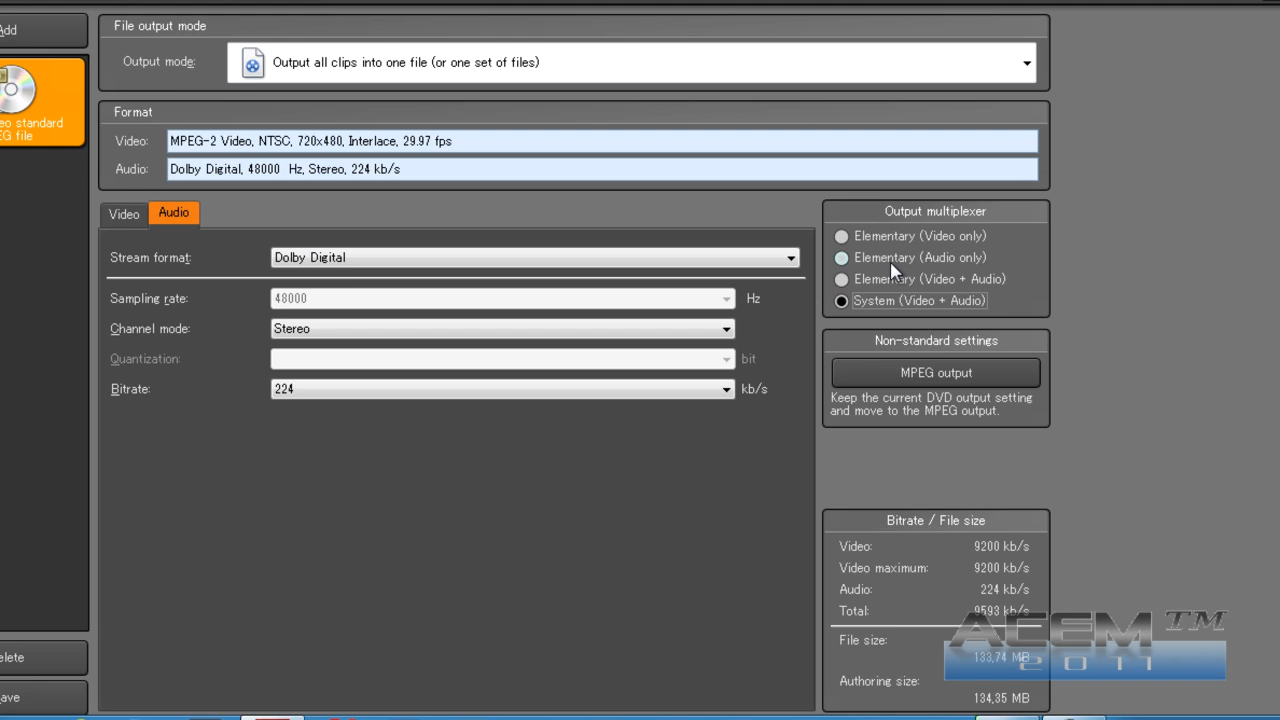 Add
File output mode
Output mode:
Output all clips into one file (or one set of files)
eo standard
EG file
Format
Video:
MPEG-2 Video, NTSC, 720x480, Interlace, 29.97 fps
Audio:
Dolby Digital, 48000 Hz, Stereo, 224 kb/s
Video
Audio
Stream format:
Dolby Digital
Sampling rate:
48000
Hz
Channel mode:
Stereo
Quantization:
bit
Bitrate:
224
kb/s
Output multiplexer
Elementary (Video only)
Elementary (Audio only)
Elementary (Video + Audio)
System (Video + Audio)
Non-standard settings
MPEG output
Keep the current DVD output setting
and move to the MPEG output.
Bitrate / File size
Video: 9200 kb/s
Video maximum: 9200 kb/s
Audio: 224 kb/s
Total: 9593 kb/s
File size:
133,74 MB
Authoring size:
134,35 MB
elete
ave
ACEM™
2011